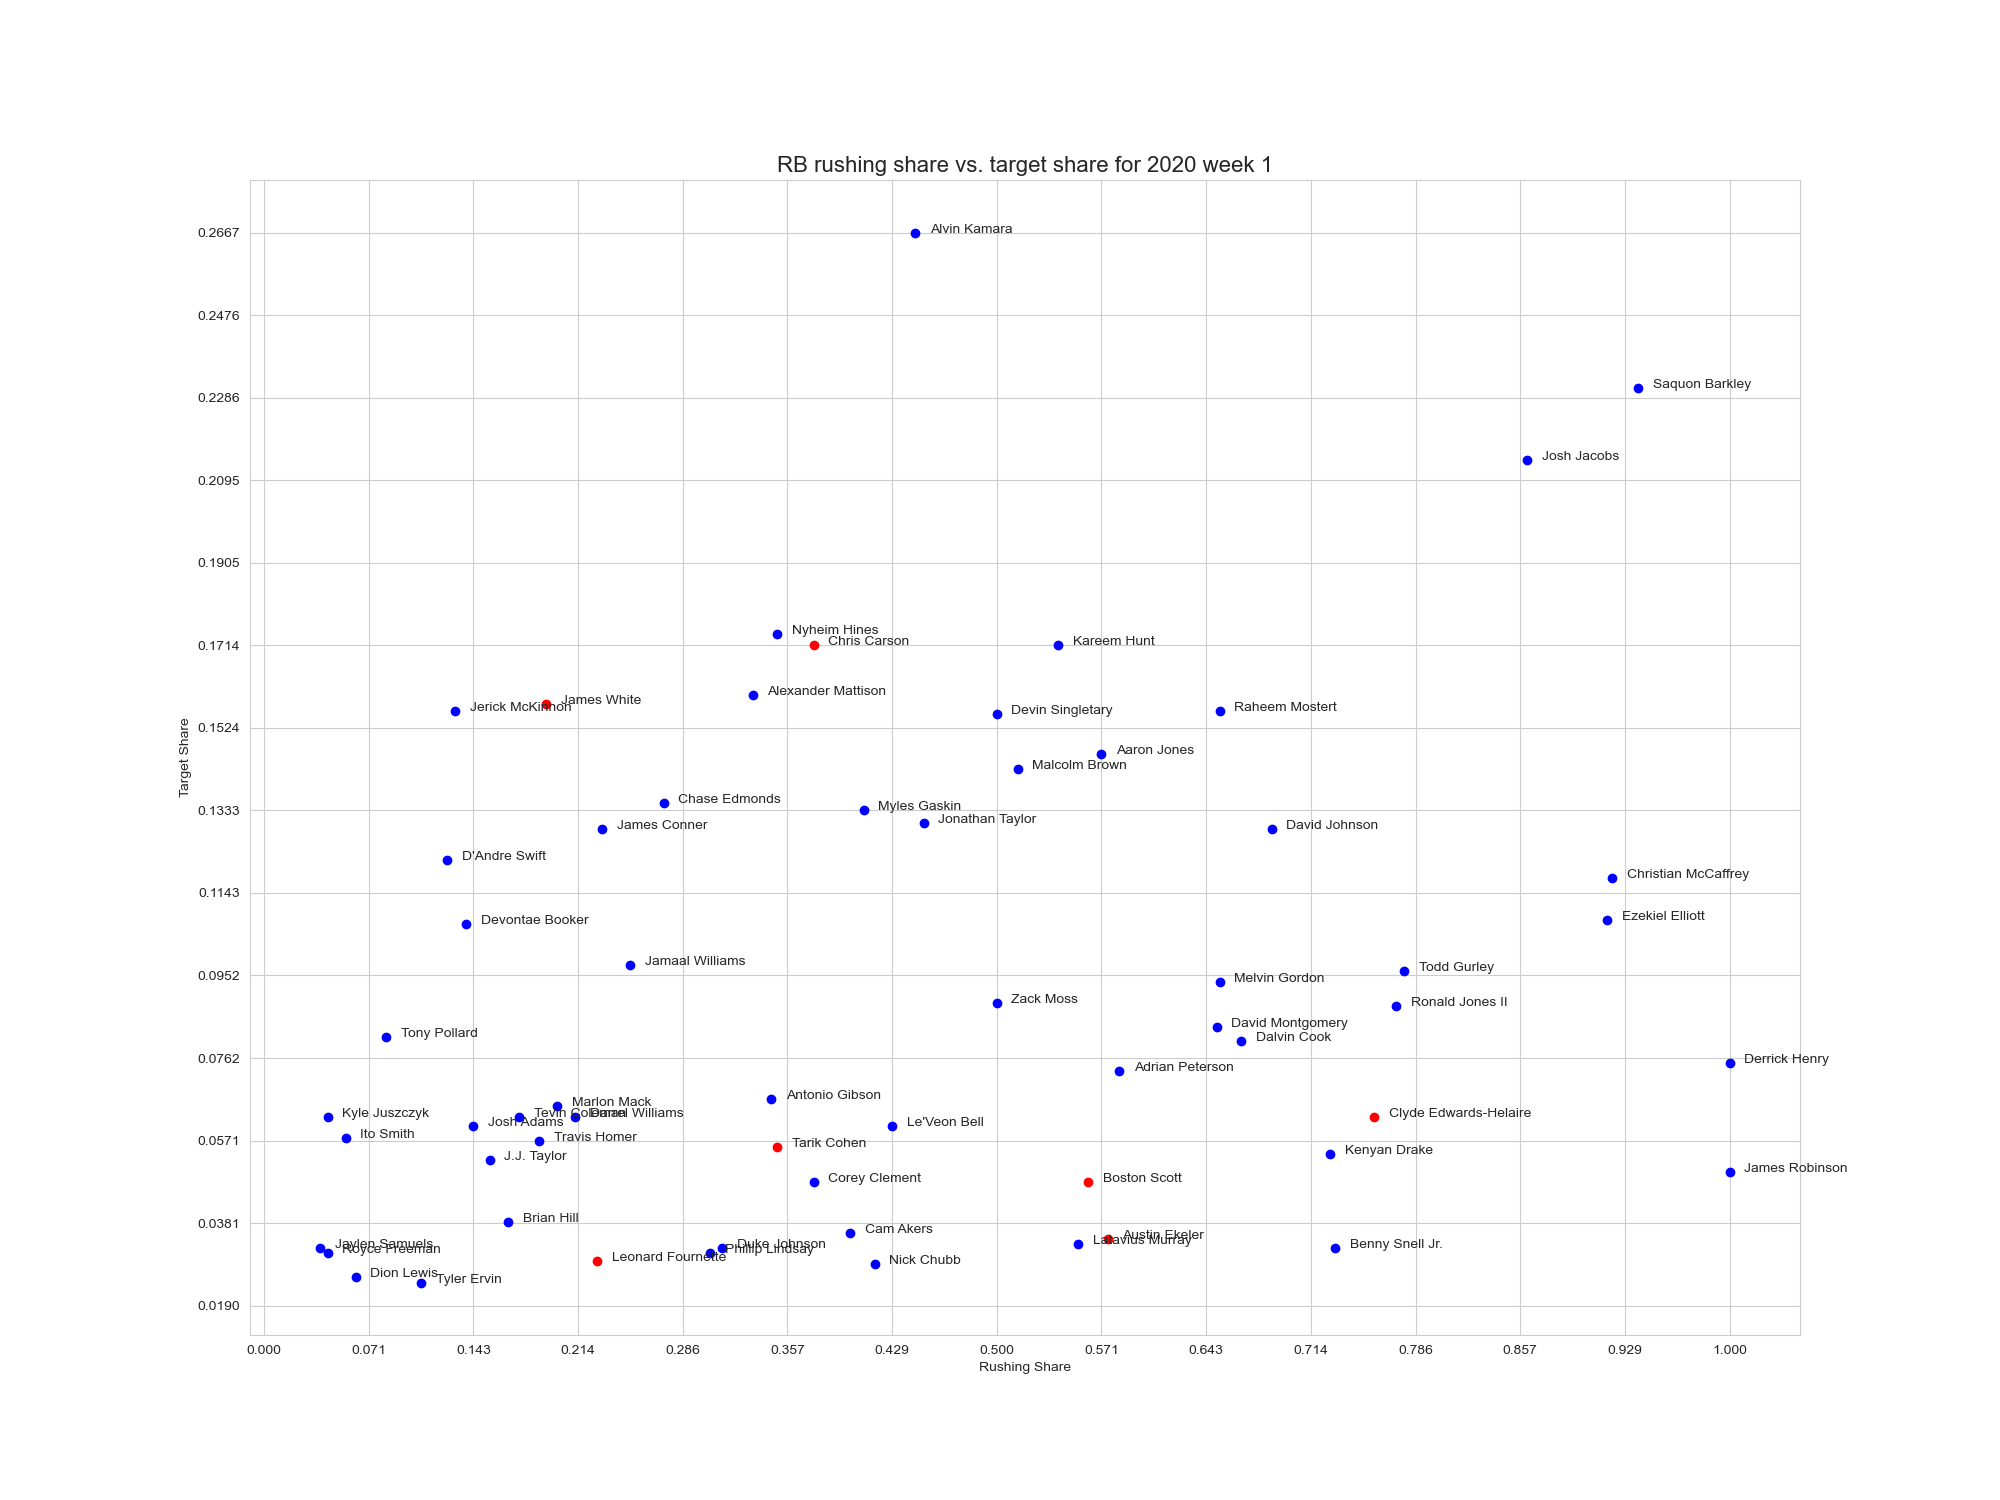 RB rushing share vs. target share for 2020 week 1
0.2667
Alvin Kamara
0.2476
Saquon Barkley
0.2286
Josh Jacobs
0.2095
0.1905
Nyheim Hines
Chris Carson
Kareem Hunt
0.1714
Alexander Mattison
James White
Jerick McKinnon
Devin Singletary
Raheem Mostert
0.1524
Aaron Jones
Malcolm Brown
Target Share
Chase Edmonds
Myles Gaskin
0.1333
Jonathan Taylor
James Conner
David Johnson
D'Andre Swift
Christian McCaffrey
0.1143
Ezekiel Elliott
Devontae Booker
Jamaal Williams
Todd Gurley
0.0952
Melvin Gordon
Zack Moss
Ronald Jones II
David Montgomery
Tony Pollard
Dalvin Cook
0.0762
Derrick Henry
Adrian Peterson
Antonio Gibson
Marlon Mack
Kyle Juszczyk
Tevin Coleman
Darrel Williams
Clyde Edwards-Helaire
Josh Adams
Le'Veon Bell
Ito Smith
Travis Homer
0.0571
Tarik Cohen
Kenyan Drake
J.J. Taylor
James Robinson
Corey Clement
Boston Scott
Brian Hill
0.0381
Cam Akers
Austin Ekeler
Latavius Murray
Jaylen Samuels
Royce Freeman
Duke Johnson
Phillip Lindsay
Benny Snell Jr.
Leonard Fournette
Nick Chubb
Dion Lewis
Tyler Ervin
0.0190
0.000 0.071 0.143 0.214 0.286 0.357 0.429 0.500 0.571 0.643 0.714 0.786 0.857 0.929 1.000
Rushing Share